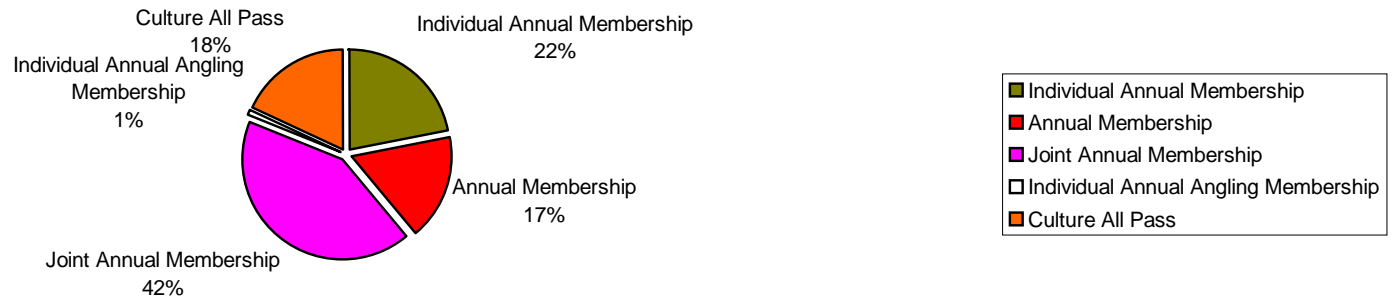 Culture All Pass
18%
Individual Annual Membership
22%
Individual Annual Angling
Membership
1%
Annual Membership
17%
Joint Annual Membership
42%
Individual Annual Membership
Annual Membership
Joint Annual Membership
Individual Annual Angling Membership
Culture All Pass